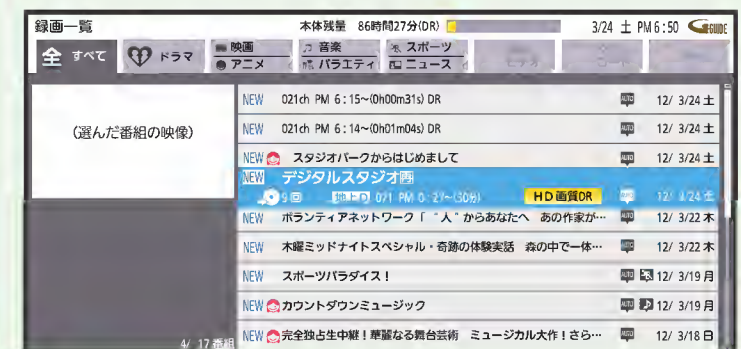 録画一覧 本体残量 86時間27分(DR) 3/24 土 PM 6:50 G-GUIDE
全 すべて ドラマ 映画 アニメ 音楽 バラエティ スポーツ ニュース
(選んだ番組の映像)
NEW 021ch PM 6:15~(0h00m31s) DR AUTO 12/ 3/24 土
NEW 021ch PM 6:14~(0h01m04s) DR AUTO 12/ 3/24 土
NEW スタジオパークからはじめまして AUTO 12/ 3/24 土
NEW デジタルスタジオ
9回 地上D 071 PM 0:27~(30分) HD画質DR 12/ 3/24 土
NEW ボランティアネットワーク「“人”からあなたへ あの作家が… AUTO 12/ 3/22 木
NEW 木曜ミッドナイトスペシャル・奇跡の体験実話 森の中で一体… AUTO 12/ 3/22 木
NEW スポーツパラダイス! AUTO 12/ 3/19 月
NEW カウントダウンミュージック AUTO 12/ 3/19 月
NEW 完全独占生中継!華麗なる舞台芸術 ミュージカル大作!さら… AUTO 12/ 3/18 日
4/ 17 番組